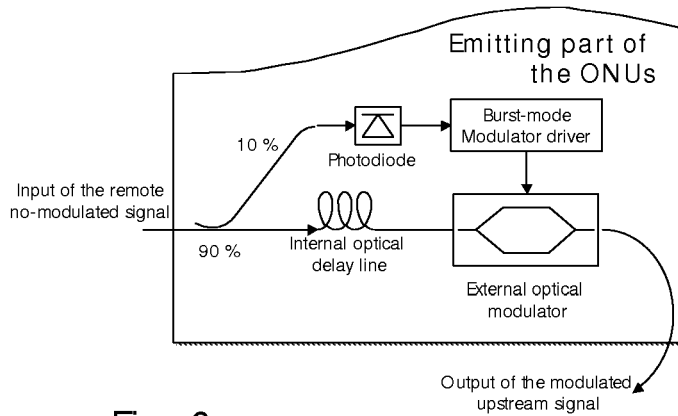 Emitting part of
the ONUs
Burst-mode
Modulator driver
10 %
Photodiode
Input of the remote
no-modulated signal
90 %
Internal optical
delay line
External optical
modulator
Output of the modulated
upstream signal